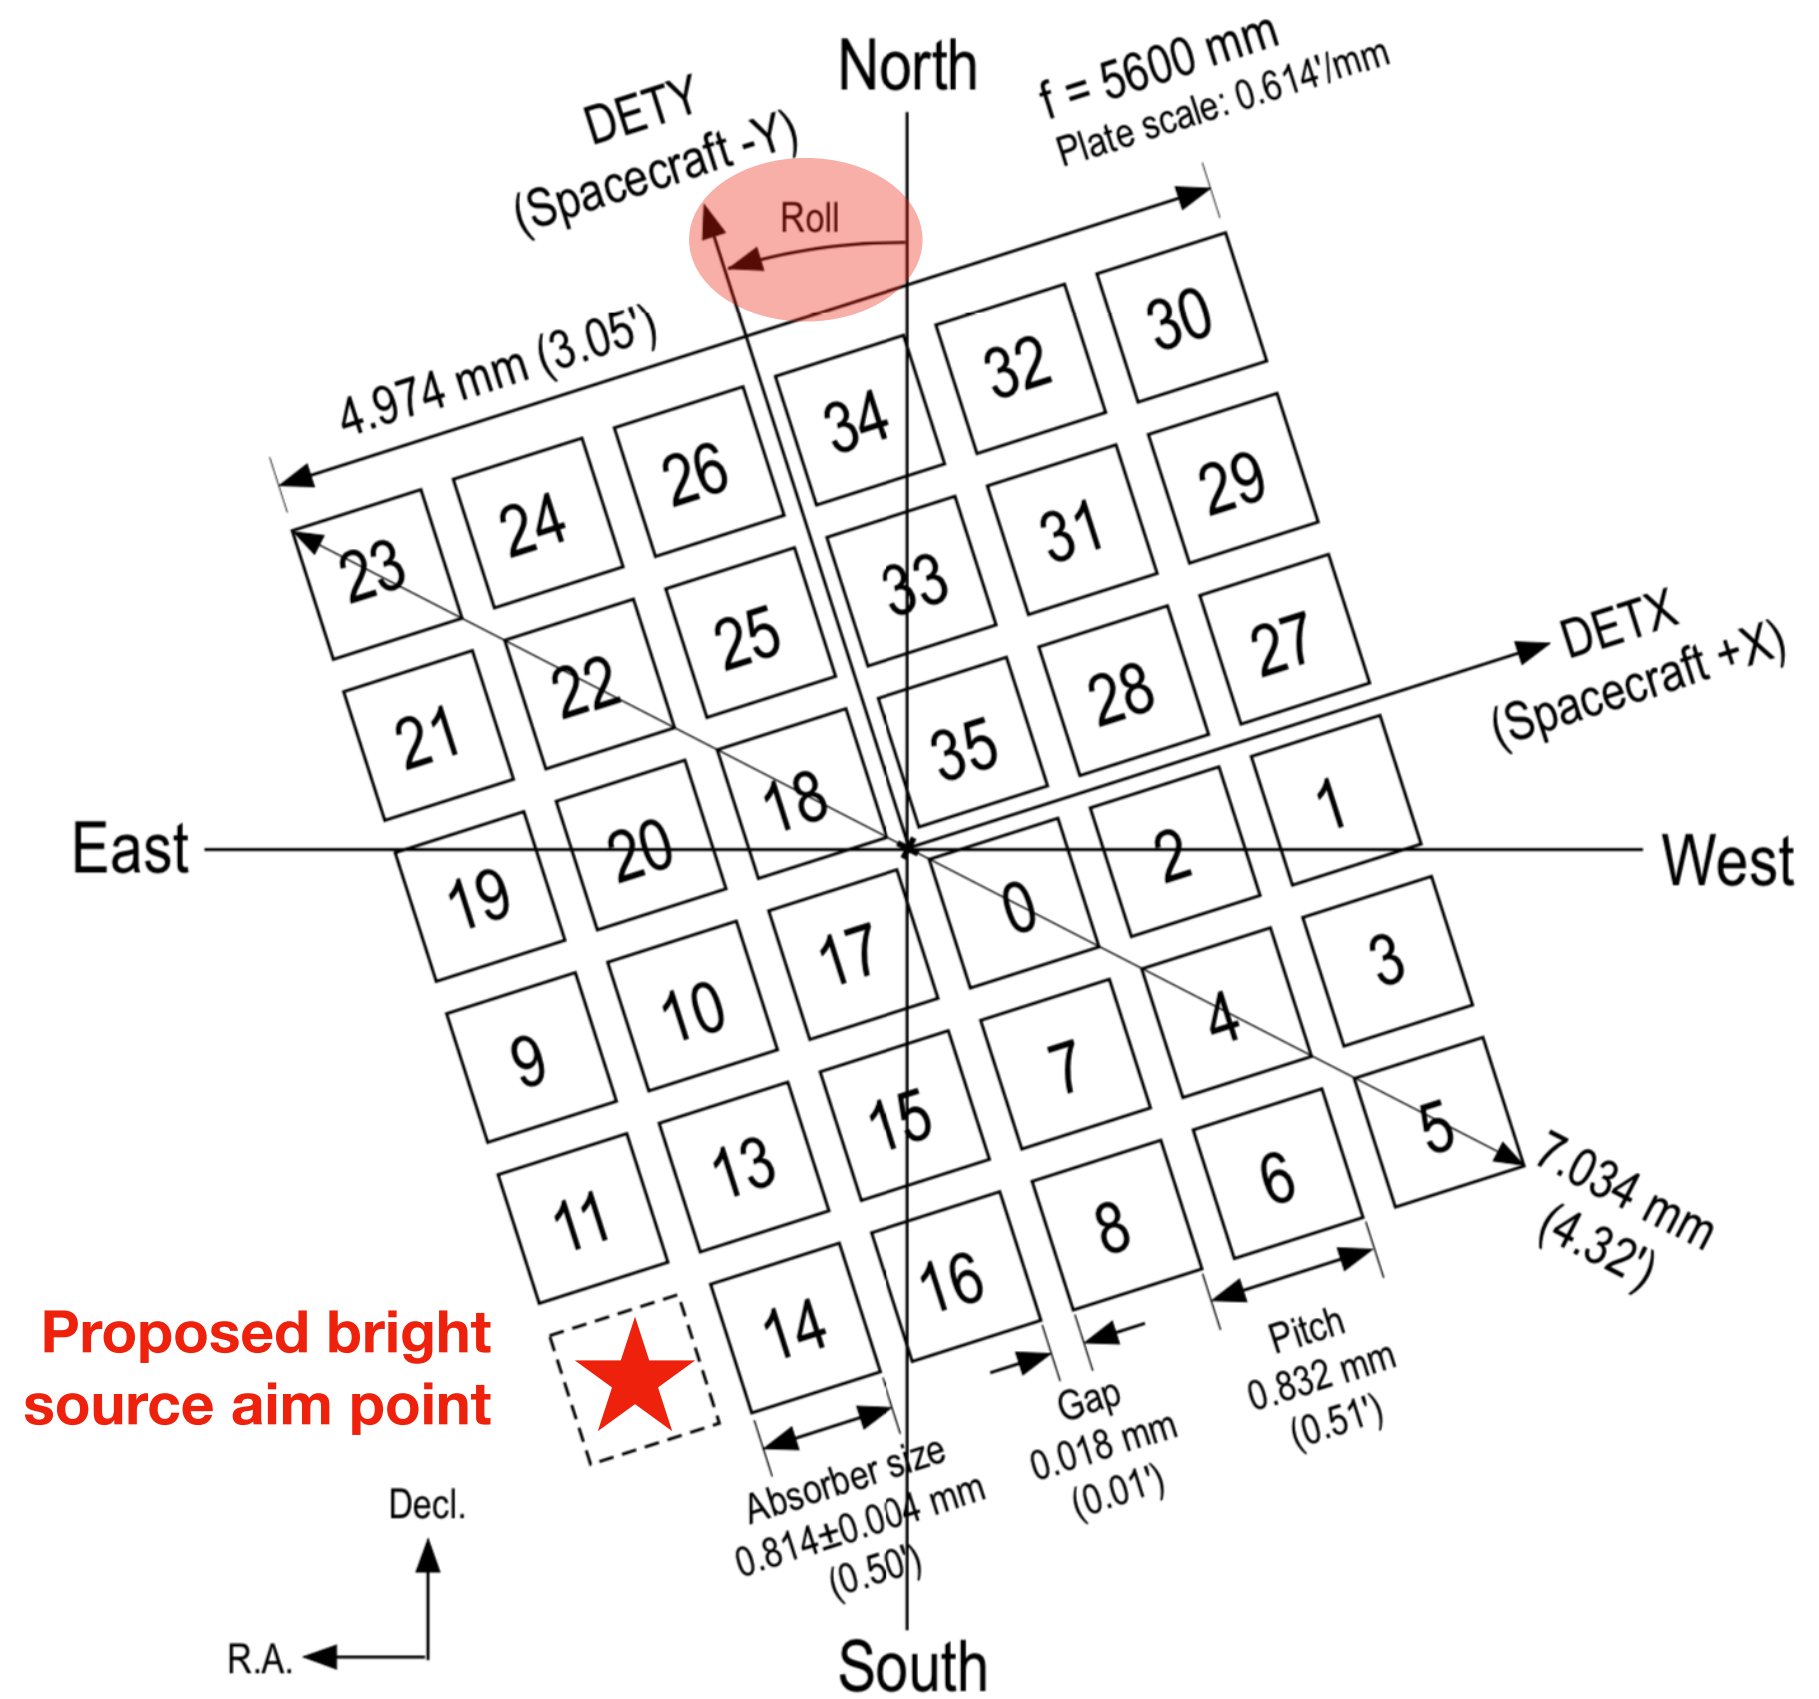 North
DETY
(Spacecraft -Y)
f = 5600 mm
Plate scale: 0.614'/mm
Roll
4.974 mm (3.05')
30
32
34
26
24
23
29
31
33
25
22
21
27
28
35
18
20
19
DETX
(Spacecraft +X)
East
West
1
2
0
17
10
9
3
4
7
15
13
11
5
6
8
16
14
7.034 mm
(4.32')
Proposed bright
source aim point
Pitch
0.832 mm
(0.51')
Gap
0.018 mm
(0.01')
Absorber size
0.814±0.004 mm
(0.50')
Decl.
R.A.
South